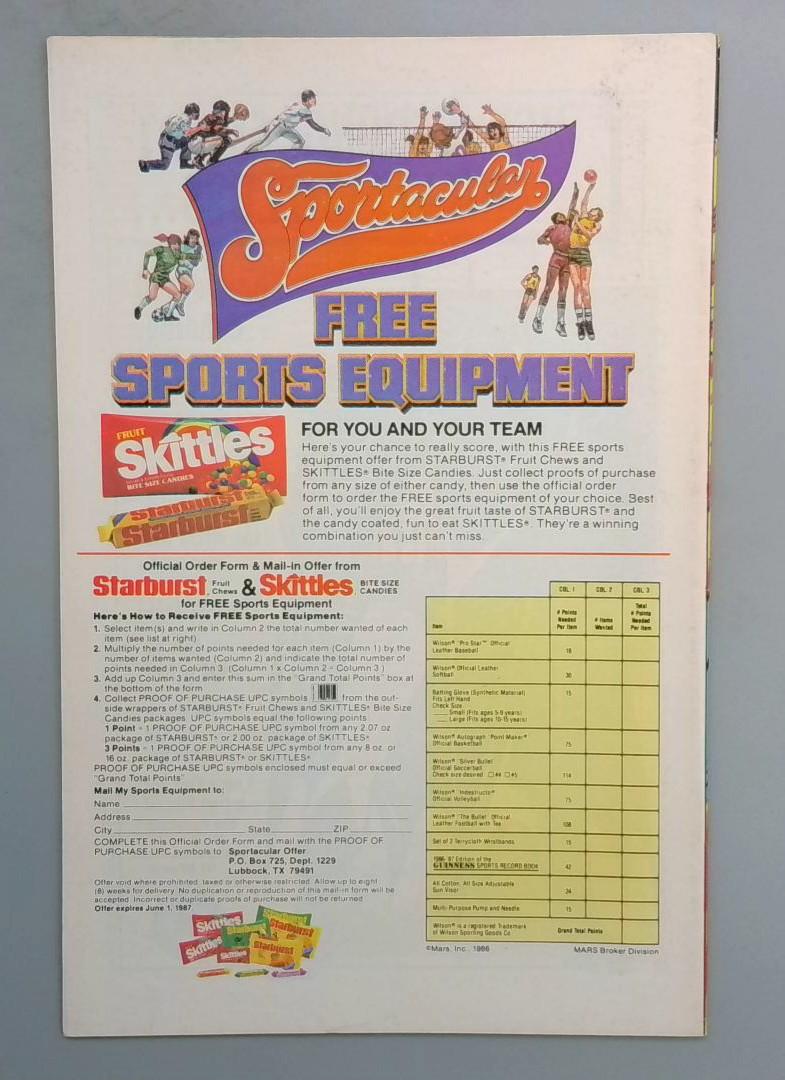 Sportacular
FREE
SPORTS EQUIPMENT
FRUIT
Skittles
BITE SIZE CANDIES
Starburst
Starburst
FOR YOU AND YOUR TEAM
Here's your chance to really score, with this FREE sports
equipment offer from STARBURST® Fruit Chews and
SKITTLES® Bite Size Candies. Just collect proofs of purchase
from any size of either candy, then use the official order
form to order the FREE sports equipment of your choice. Best
of all, you'll enjoy the great fruit taste of STARBURST® and
the candy coated, fun to eat SKITTLES®. They're a winning
combination you just can't miss.
Official Order Form & Mail-in Offer from
Starburst Fruit Chews & Skittles BITE SIZE CANDIES
for FREE Sports Equipment
Here's How to Receive FREE Sports Equipment:
1. Select item(s) and write in Column 2 the total number wanted of each
item (see list at right)
2. Multiply the number of points needed for each item (Column 1) by the
number of items wanted (Column 2) and indicate the total number of
points needed in Column 3. (Column 1 x Column 2 = Column 3)
3. Add up Column 3 and enter this sum in the "Grand Total Points" box at
the bottom of the form
4. Collect PROOF OF PURCHASE UPC symbols from the out-
side wrappers of STARBURST® Fruit Chews and SKITTLES® Bite Size
Candies packages. UPC symbols equal the following points:
1 Point = 1 PROOF OF PURCHASE UPC symbol from any 2.07 oz.
package of STARBURST® or 2.00 oz. package of SKITTLES®
3 Points = 1 PROOF OF PURCHASE UPC symbol from any 8 oz. or
16 oz. package of STARBURST® or SKITTLES®
PROOF OF PURCHASE UPC symbols enclosed must equal or exceed
"Grand Total Points"
Mail My Sports Equipment to:
Name
Address
City State ZIP
COMPLETE this Official Order Form and mail with the PROOF OF
PURCHASE UPC symbols to Sportacular Offer
P.O. Box 725, Dept. 1229
Lubbock, TX 79491
Offer void where prohibited, taxed or otherwise restricted. Allow up to eight
(8) weeks for delivery. No duplication or reproduction of this mail-in form will be
accepted. Incorrect or duplicate proofs of purchase will not be returned.
Offer expires June 1, 1987
Skittles
Starburst
Starburst
Skittles
Skittles
Starburst
COL. 1 COL. 2 COL. 3
Item # Points Needed Per Item # Items Wanted Total # Points Needed Per Item
Wilson® "Pro Star™" Official
Leather Baseball 18
Wilson® Official Leather
Softball 30
Batting Glove (Synthetic Material) 15
Fits Left Hand
Check Size
Small (Fits ages 5-9 years)
Large (Fits ages 10-15 years)
Wilson® Autograph "Point Maker®"
Official Basketball 75
Wilson® "Silver Bullet"
Official Soccerball
Check size desired □#4 □#5 114
Wilson® "Indestructo"
Official Volleyball 75
Wilson® "The Bullet" Official
Leather Football with Tee 108
Set of 2 Terrycloth Wristbands 15
1986-'87 Edition of the
GUINNESS SPORTS RECORD BOOK 42
All Cotton, All Size Adjustable
Sun Visor 24
Multi-Purpose Pump and Needle 15
Wilson® is a registered Trademark
of Wilson Sporting Goods Co. Grand Total Points
©Mars, Inc., 1986 MARS Broker Division